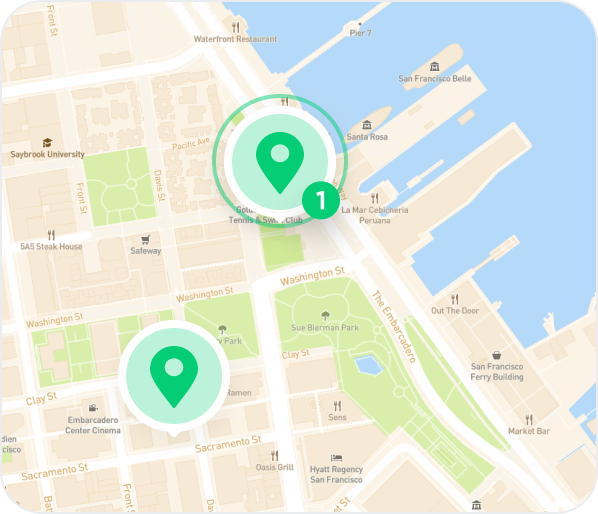 Front St
Waterfront Restaurant
Pier 7
San Francisco Belle
Santa Rosa
Pacific Ave
Saybrook University
Front St
Davis St
1
La Mar Cebicheria
Peruana
Tennis & Swim Club
5A5 Steak House
Safeway
Washington St
Washington St
Washington St
The Embarcadero
Out The Door
Sue Bierman Park
Park
Clay St
Clay St
San Francisco
Ferry Building
Ramen
Embarcadero
Center Cinema
Sens
Market Bar
Sacramento St
Sacramento St
Oasis Grill
Hyatt Regency
San Francisco
Front St